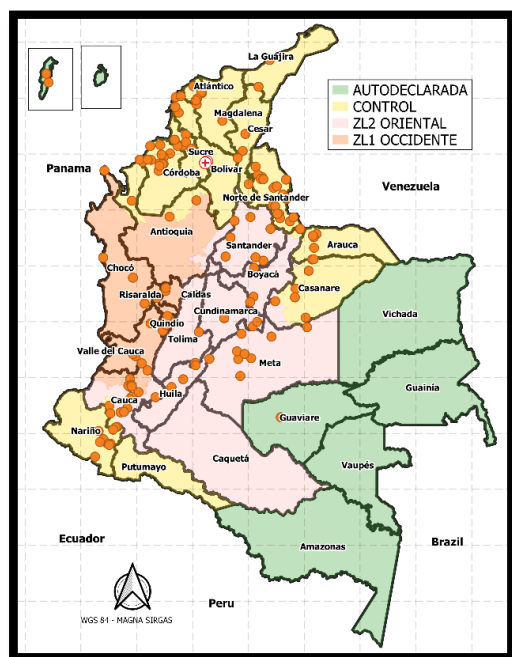 La Guajira
Atlántico
AUTODECLARADA
CONTROL
ZL2 ORIENTAL
ZL1 OCCIDENTE
Magdalena
Cesar
Sucre
Panama
Bolivar
Córdoba
Venezuela
Norte de Santander
Antioquia
Arauca
Santander
Chocó
Boyacá
Risaralda
Caldas
Casanare
Cundinamarca
Vichada
Quindio
Tolima
Valle del Cauca
Meta
Guainía
Huila
Cauca
Guaviare
Nariño
Caquetá
Vaupés
Putumayo
Ecuador
Brazil
Amazonas
Peru
WGS 84 - MAGNA SIRGAS